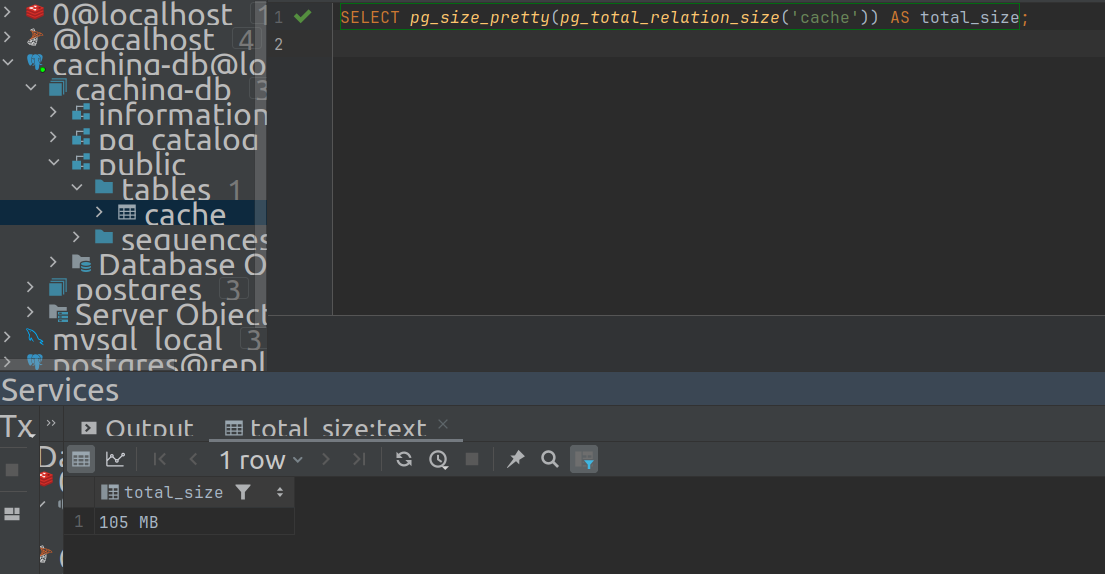 0@localhost 1
@localhost 4
caching-db@lo
caching-db 3
information
pg_catalog
public
tables 1
cache
sequences
Database O
postgres 3
Server Object
mysql_local 3
postgres@repl
1 SELECT pg_size_pretty(pg_total_relation_size('cache')) AS total_size;
2
Services
Tx
Da
Output
total_size:text
1 row
total_size
1 105 MB